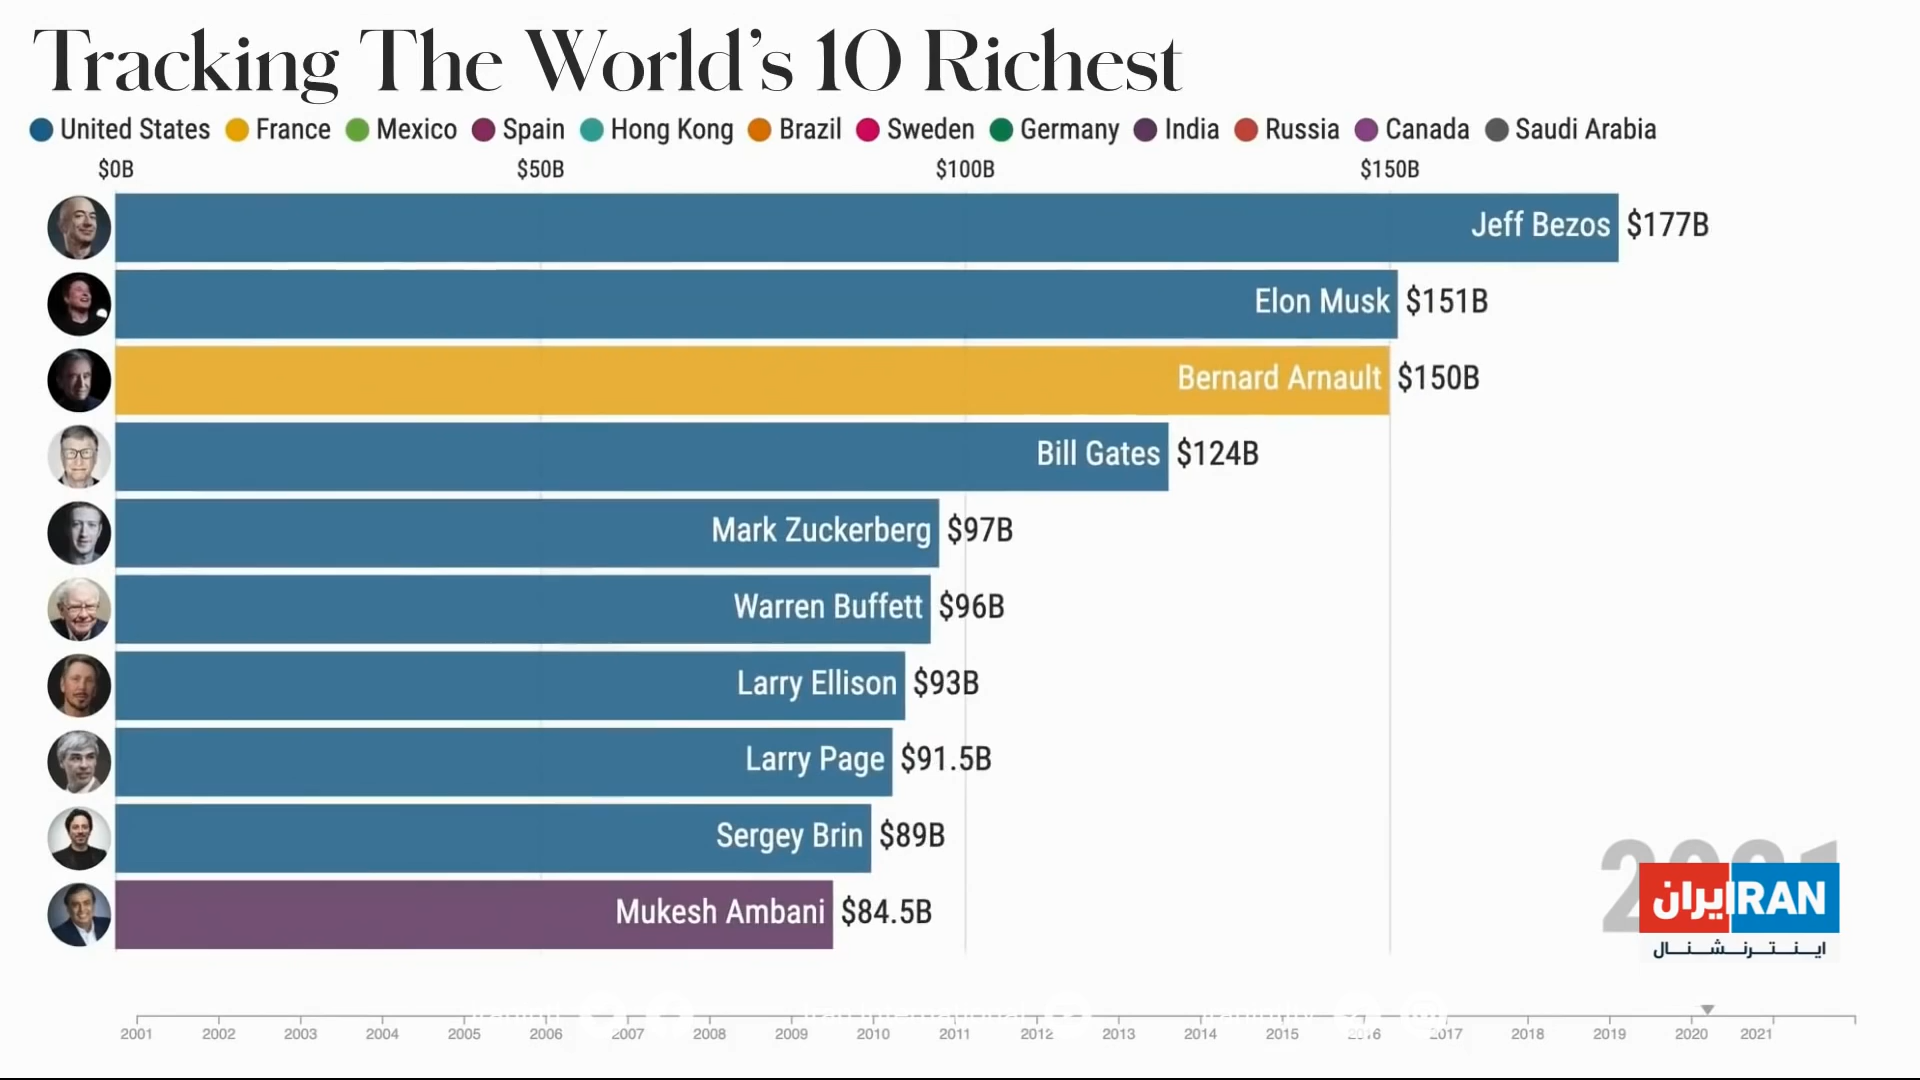 Tracking The World's 10 Richest
United States France Mexico Spain Hong Kong Brazil Sweden Germany India Russia Canada Saudi Arabia
$0B $50B $100B $150B
Jeff Bezos $177B
Elon Musk $151B
Bernard Arnault $150B
Bill Gates $124B
Mark Zuckerberg $97B
Warren Buffett $96B
Larry Ellison $93B
Larry Page $91.5B
Sergey Brin $89B
Mukesh Ambani $84.5B
2021
ایران IRAN
اینترنشنال
2001 2002 2003 2004 2005 2006 2007 2008 2009 2010 2011 2012 2013 2014 2015 2016 2017 2018 2019 2020 2021